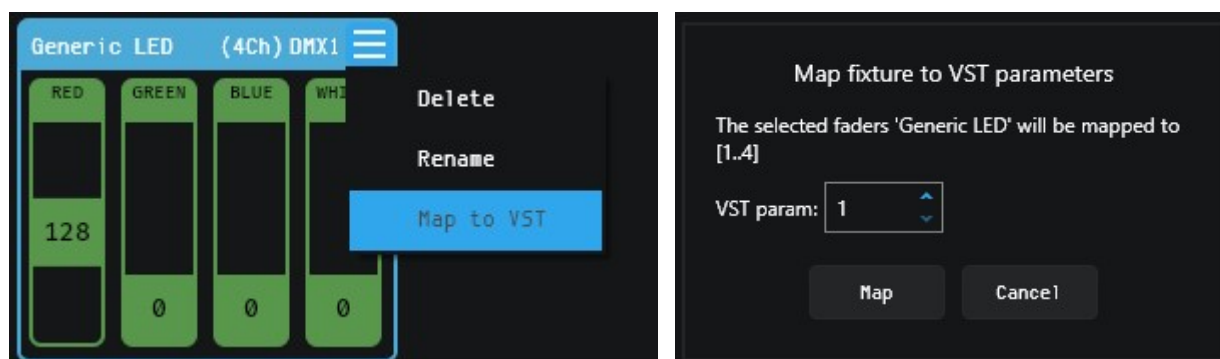 Generic LED (4Ch) DMX1
RED GREEN BLUE
128
0 0 0
Delete
Rename
Map to VST
Map fixture to VST parameters
The selected faders 'Generic LED' will be mapped to
[1..4]
VST param: 1
Map Cancel